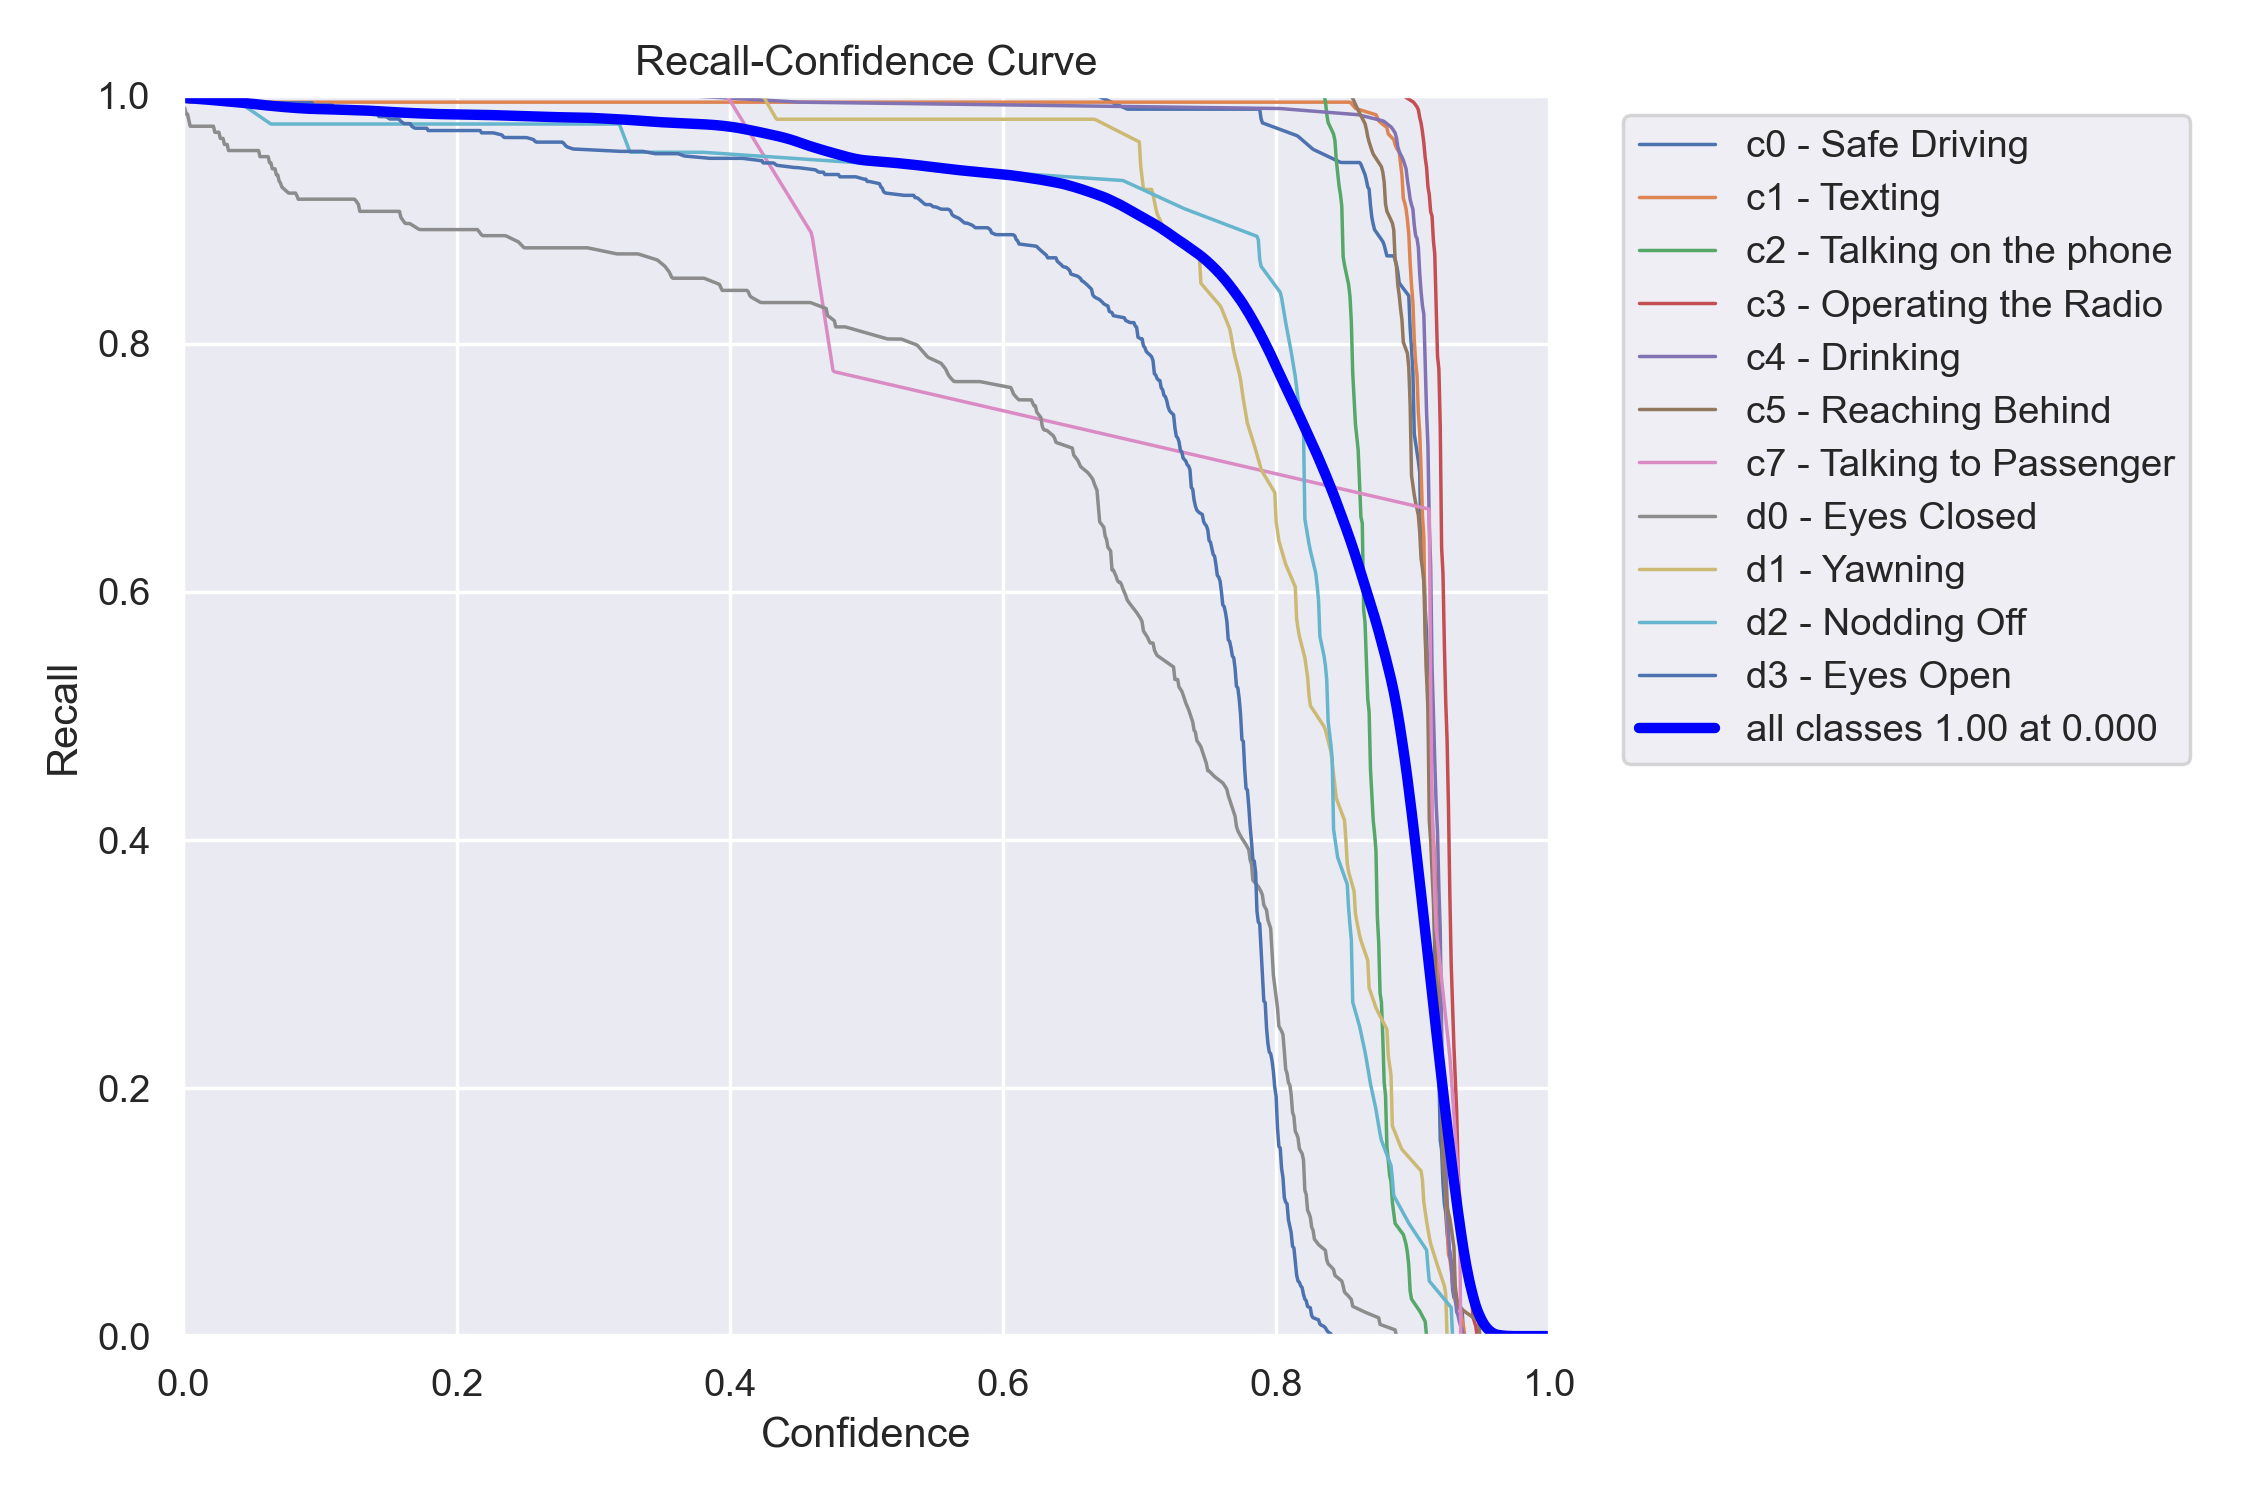 Recall-Confidence Curve
1.0
0.8
0.6
0.4
0.2
0.0
Recall
0.0 0.2 0.4 0.6 0.8 1.0
Confidence
c0 - Safe Driving
c1 - Texting
c2 - Talking on the phone
c3 - Operating the Radio
c4 - Drinking
c5 - Reaching Behind
c7 - Talking to Passenger
d0 - Eyes Closed
d1 - Yawning
d2 - Nodding Off
d3 - Eyes Open
all classes 1.00 at 0.000